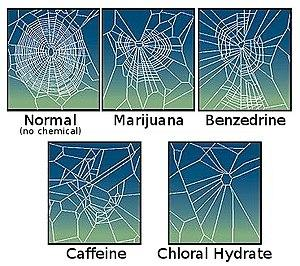 Normal
(no chemical)
Marijuana
Benzedrine
Caffeine
Chloral Hydrate